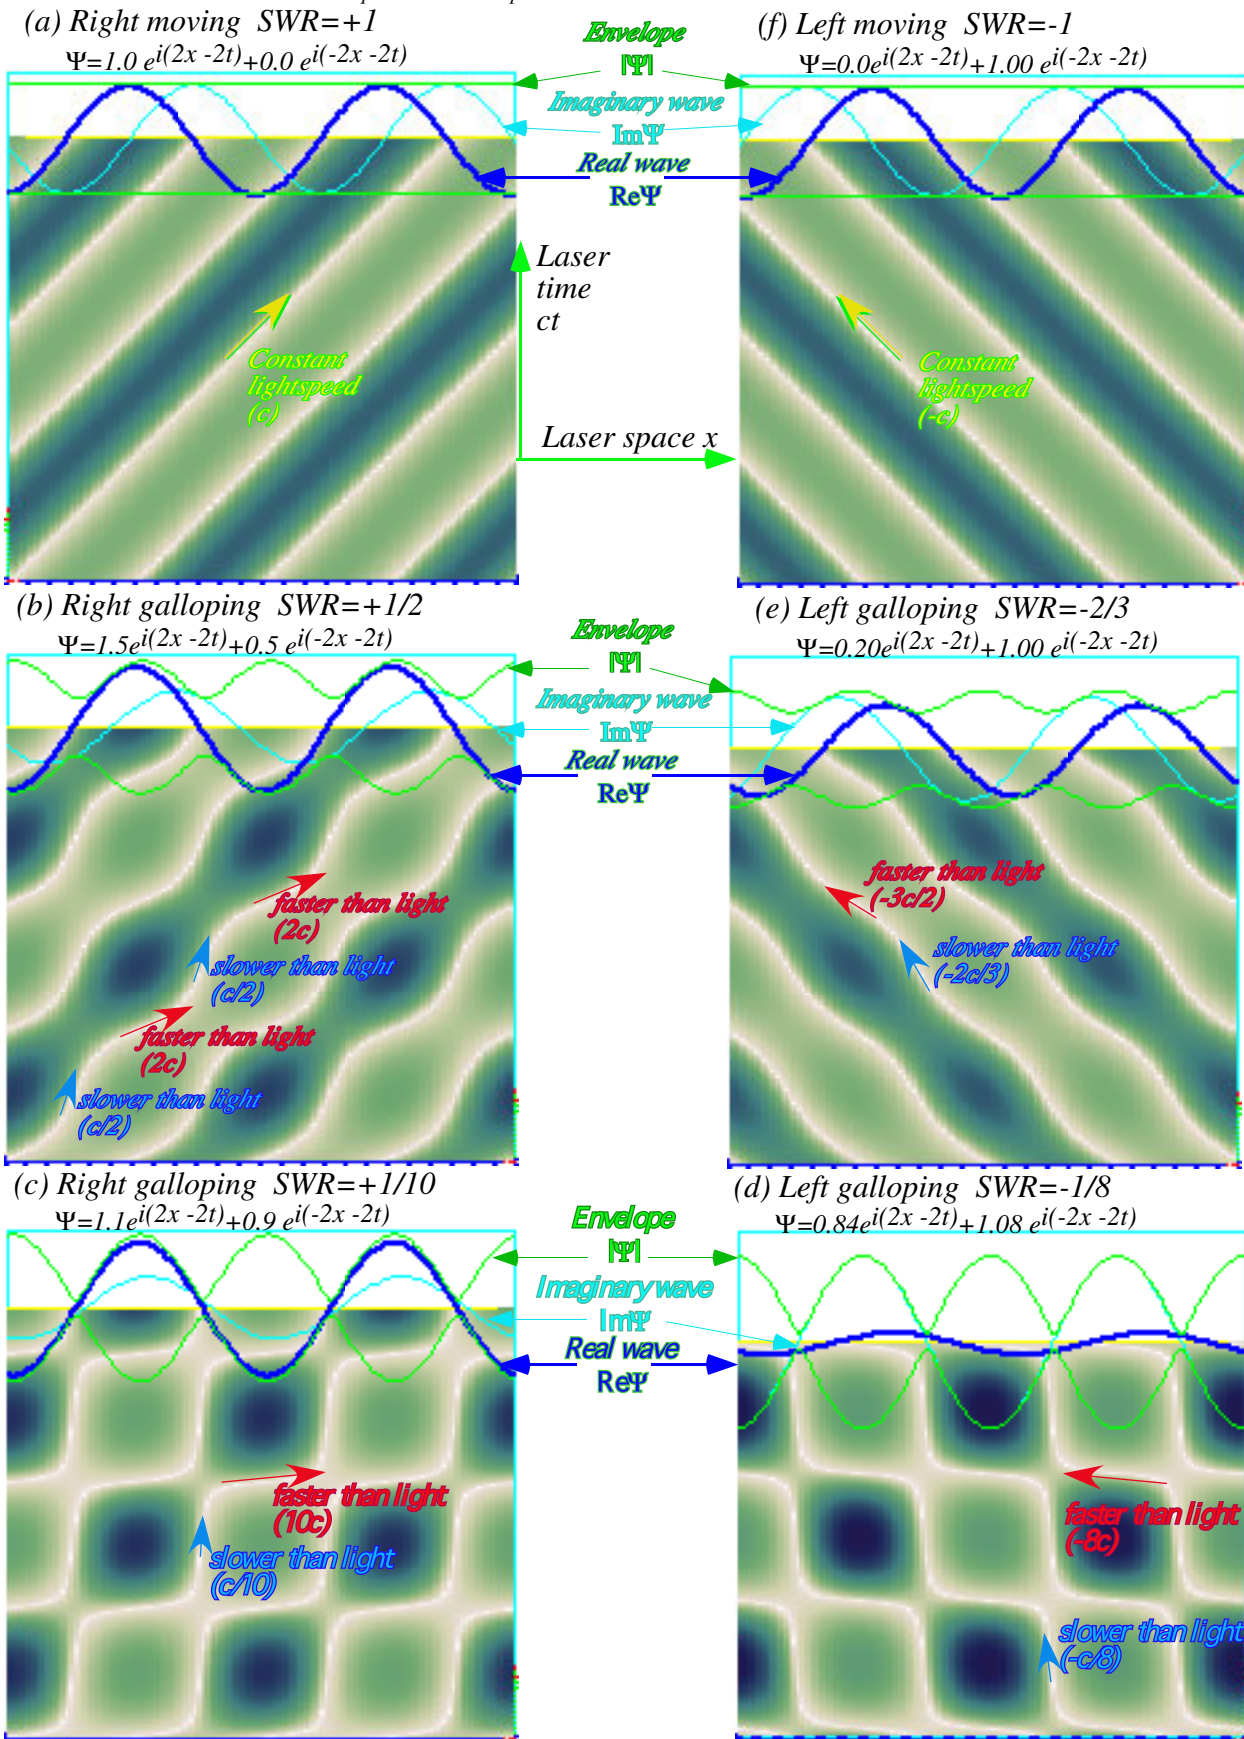 (a) Right moving SWR=+1
Ψ=1.0 e^i(2x -2t)+0.0 e^i(-2x -2t)
Envelope
|Ψ|
Imaginary wave
ImΨ
Real wave
ReΨ
(f) Left moving SWR=-1
Ψ=0.0e^i(2x -2t)+1.00 e^i(-2x -2t)
Constant
lightspeed
(c)
Laser
time
ct
Laser space x
Constant
lightspeed
(-c)
(b) Right galloping SWR=+1/2
Ψ=1.5e^i(2x -2t)+0.5 e^i(-2x -2t)
Envelope
|Ψ|
Imaginary wave
ImΨ
Real wave
ReΨ
(e) Left galloping SWR=-2/3
Ψ=0.20e^i(2x -2t)+1.00 e^i(-2x -2t)
faster than light
(2c)
slower than light
(c/2)
faster than light
(2c)
slower than light
(c/2)
faster than light
(-3c/2)
slower than light
(-2c/3)
(c) Right galloping SWR=+1/10
Ψ=1.1e^i(2x -2t)+0.9 e^i(-2x -2t)
Envelope
|Ψ|
Imaginary wave
ImΨ
Real wave
ReΨ
(d) Left galloping SWR=-1/8
Ψ=0.84e^i(2x -2t)+1.08 e^i(-2x -2t)
faster than light
(10c)
slower than light
(c/10)
faster than light
(-8c)
slower than light
(-c/8)